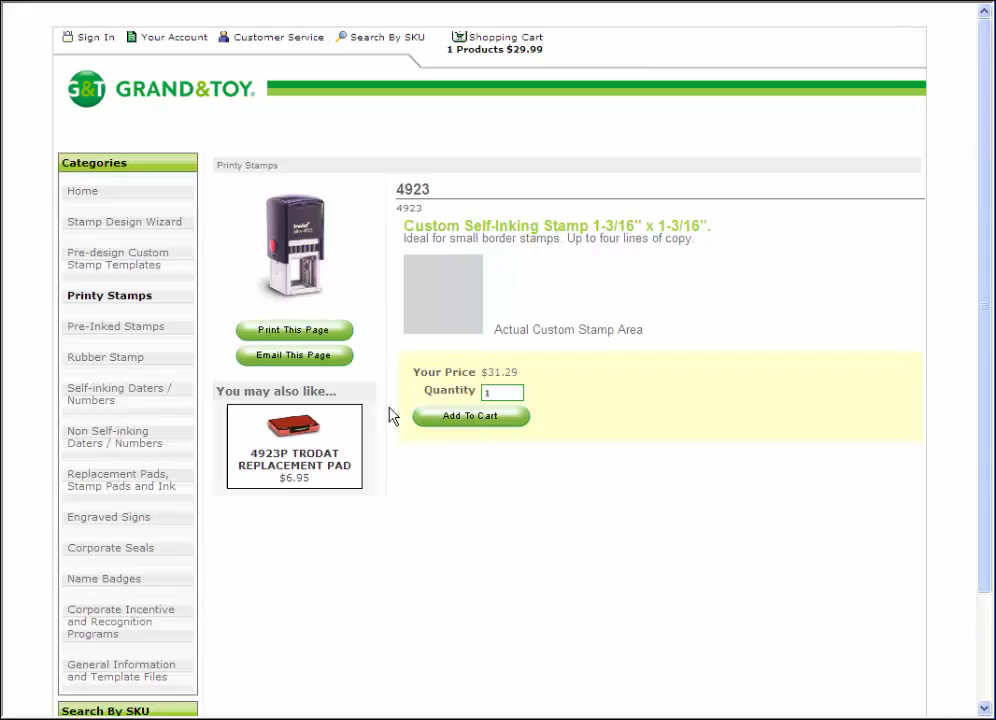 Sign In Your Account Customer Service Search By SKU Shopping Cart
1 Products $29.99
G&T GRAND&TOY®
Categories
Home
Stamp Design Wizard
Pre-design Custom
Stamp Templates
Printy Stamps
Pre-Inked Stamps
Rubber Stamp
Self-inking Daters /
Numbers
Non Self-inking
Daters / Numbers
Replacement Pads,
Stamp Pads and Ink
Engraved Signs
Corporate Seals
Name Badges
Corporate Incentive
and Recognition
Programs
General Information
and Template Files
Search By SKU
Printy Stamps
Print This Page
Email This Page
You may also like...
4923P TRODAT
REPLACEMENT PAD
$6.95
4923
4923
Custom Self-Inking Stamp 1-3/16" x 1-3/16".
Ideal for small border stamps. Up to four lines of copy.
Actual Custom Stamp Area
Your Price $31.29
Quantity 1
Add To Cart